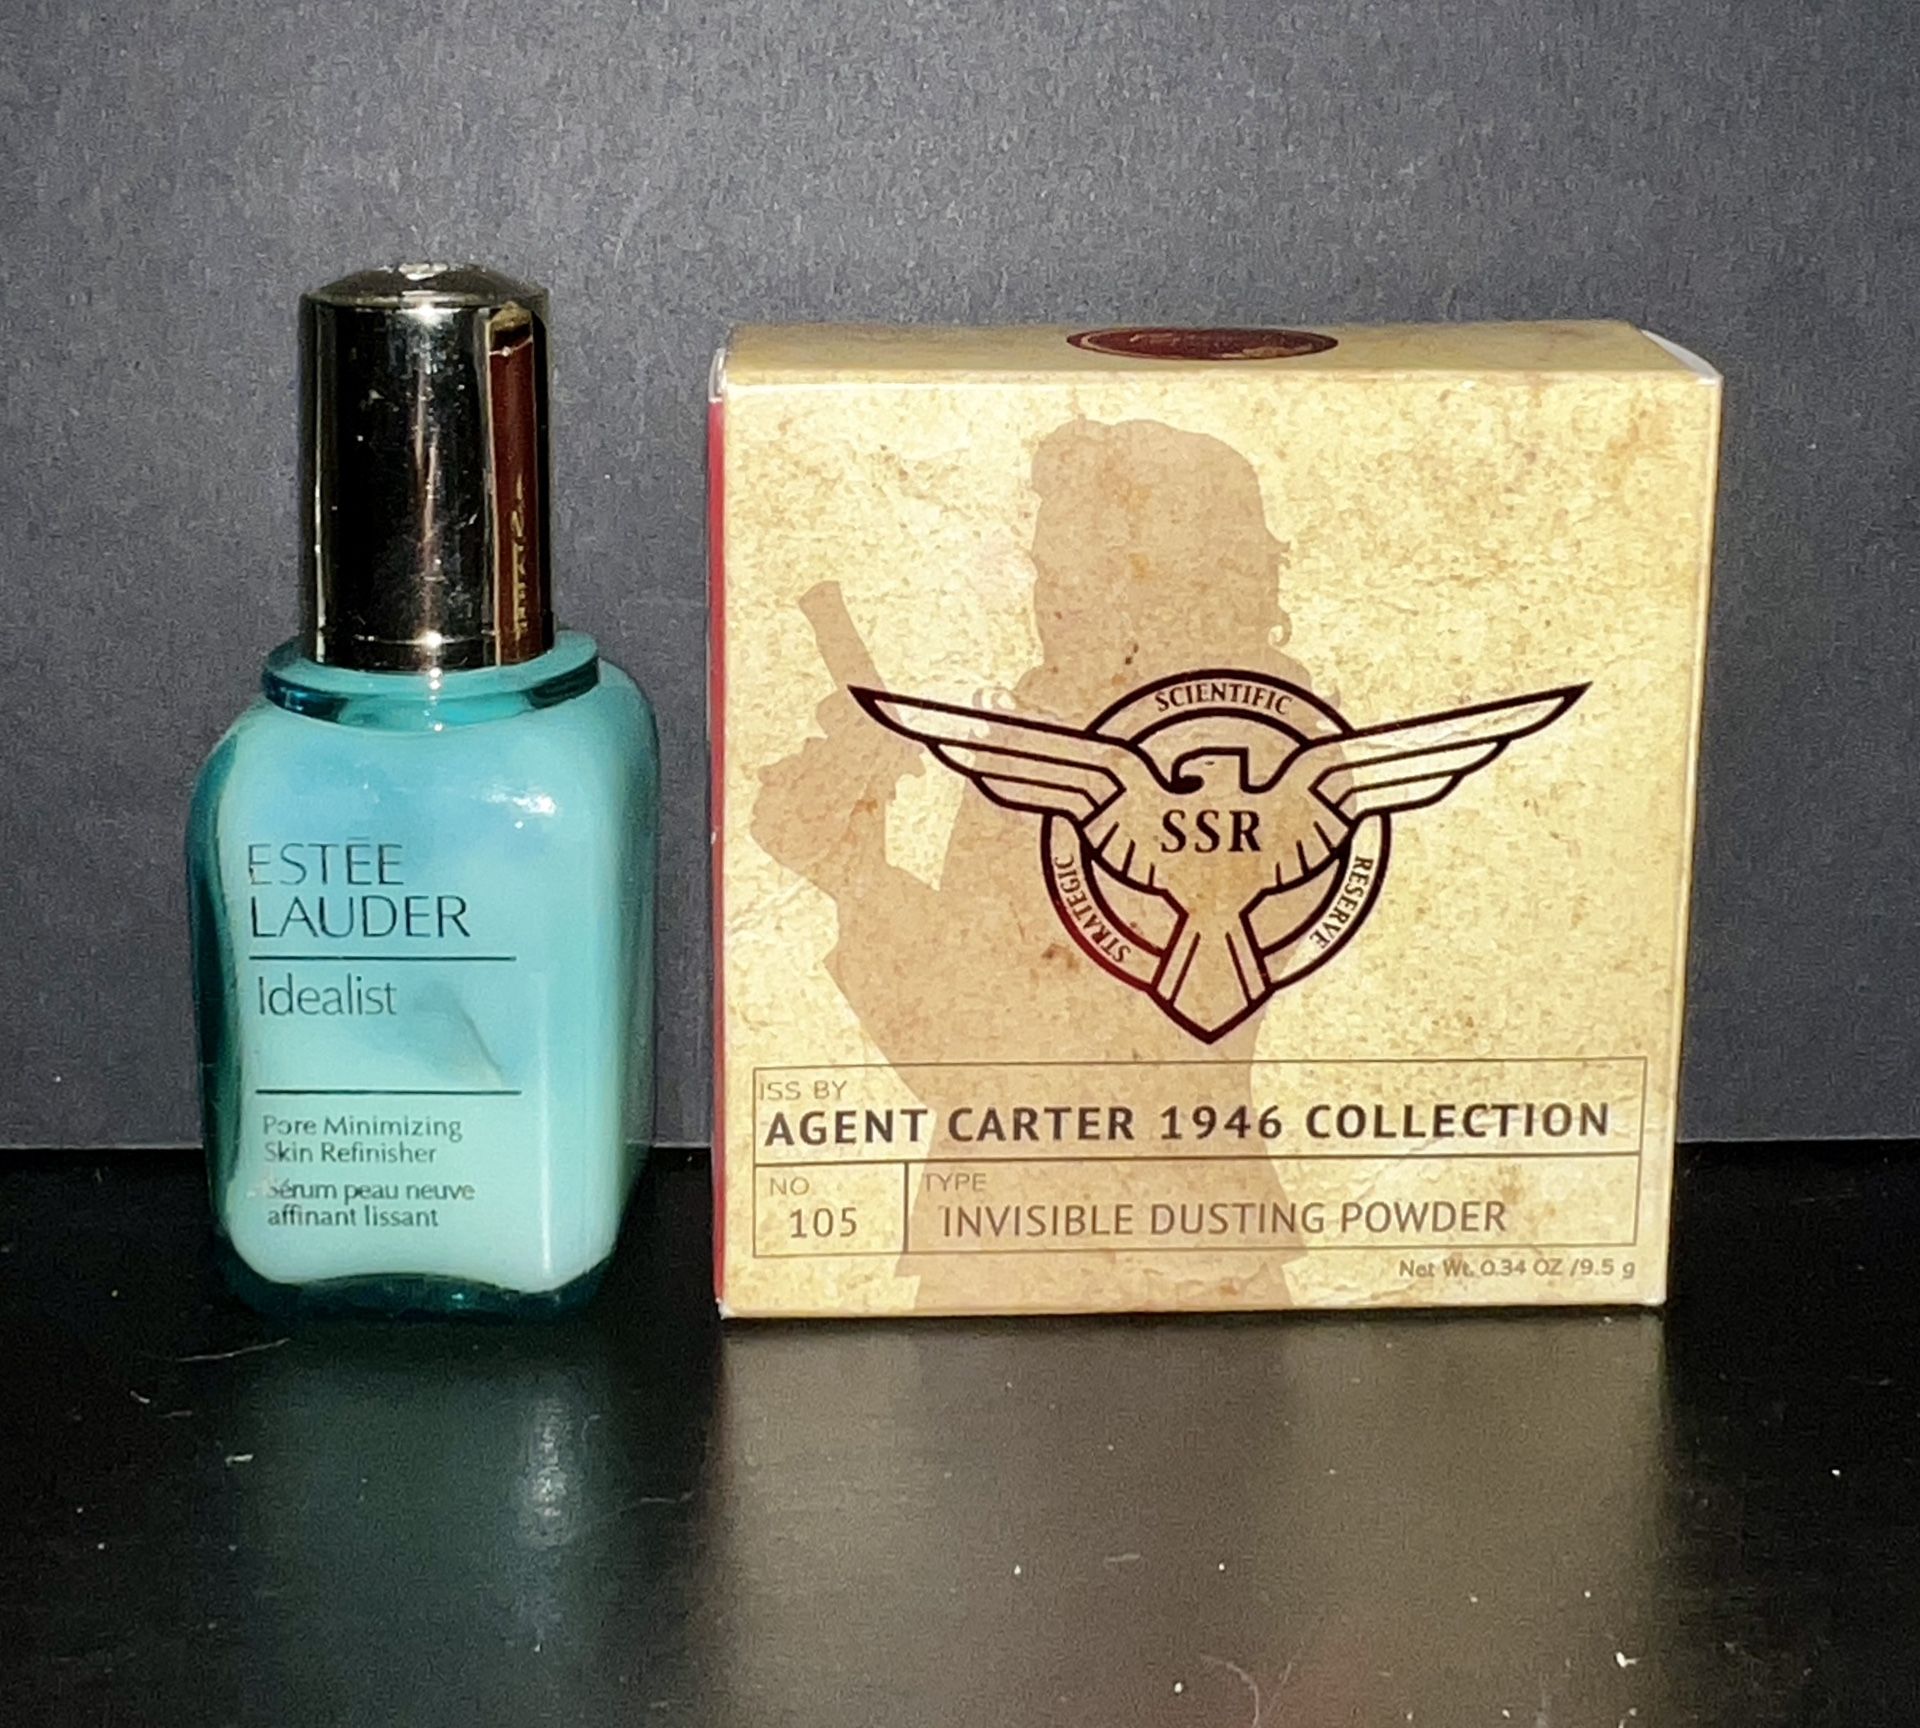 ESTĒE
LAUDER
Idealist
Pore Minimizing
Skin Refinisher
Sérum peau neuve
affinant lissant
SCIENTIFIC
SSR
STRATEGIC
RESERVE
ISS BY
AGENT CARTER 1946 COLLECTION
NO
105
TYPE
INVISIBLE DUSTING POWDER
Net Wt. 0.34 OZ /9.5 g